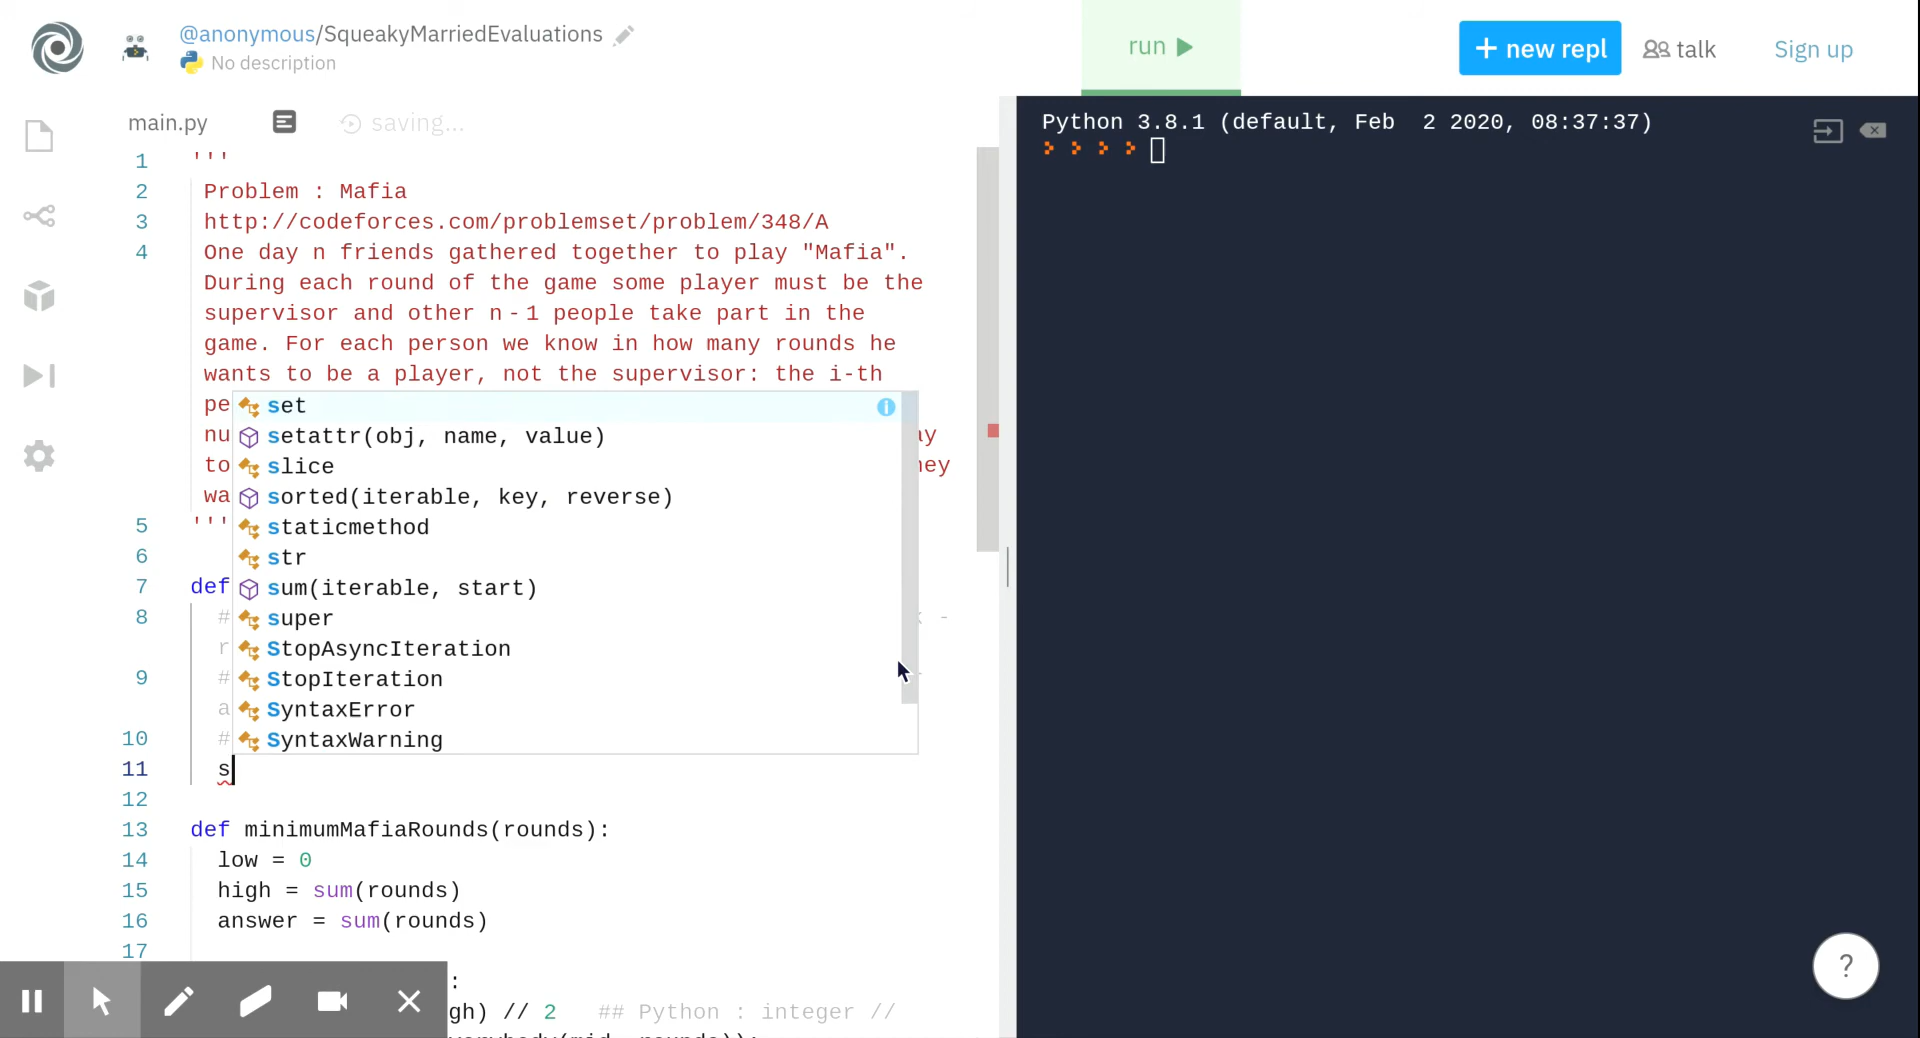 @anonymous/SqueakyMarriedEvaluations
No description
run
+ new repl
talk
Sign up
main.py
saving...
1 '''
2 Problem : Mafia
3 http://codeforces.com/problemset/problem/348/A
4 One day n friends gathered together to play "Mafia".
During each round of the game some player must be the
supervisor and other n - 1 people take part in the
game. For each person we know in how many rounds he
wants to be a player, not the supervisor: the i-th
pe
nu
to
wa
set
setattr(obj, name, value)
slice
sorted(iterable, key, reverse)
staticmethod
str
sum(iterable, start)
super
StopAsyncIteration
StopIteration
SyntaxError
SyntaxWarning
5 '''
6
7 def
8 #
r
9 #
a
10 #
11 s
12
13 def minimumMafiaRounds(rounds):
14 low = 0
15 high = sum(rounds)
16 answer = sum(rounds)
17
:
gh) // 2 ## Python : integer //
Python 3.8.1 (default, Feb 2 2020, 08:37:37)
?